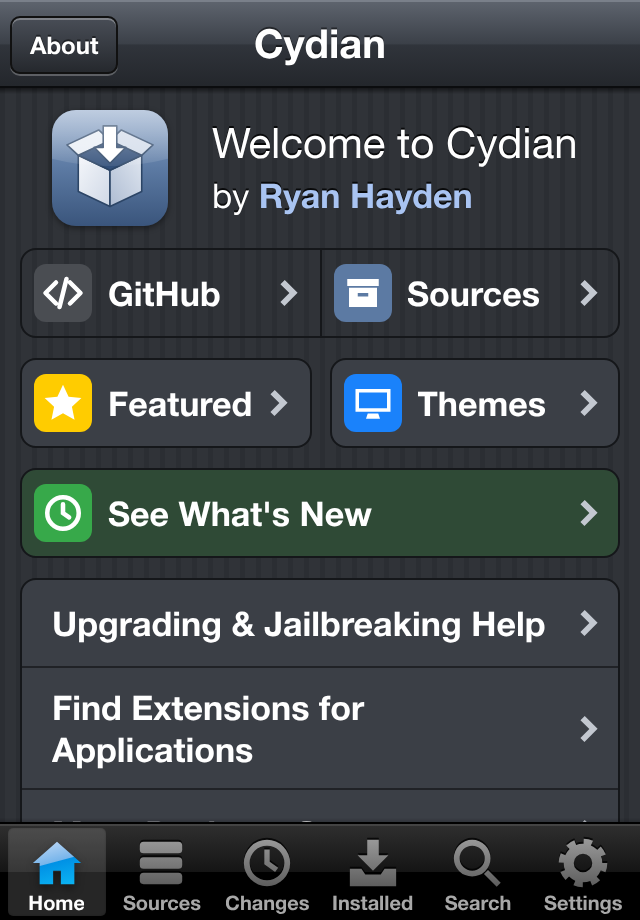 About
Cydian
Welcome to Cydian
by Ryan Hayden
GitHub
Sources
Featured
Themes
See What's New
Upgrading & Jailbreaking Help
Find Extensions for
Applications
Home
Sources
Changes
Installed
Search
Settings